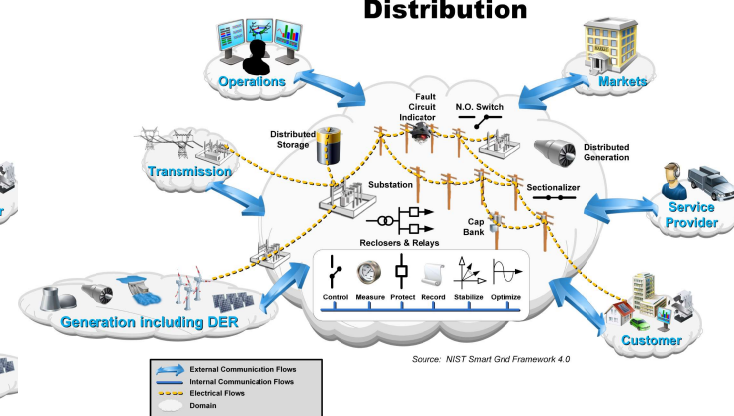 Distribution
Operations
Markets
Fault
Circuit
Indicator
N.O. Switch
Distributed
Storage
Distributed
Generation
Transmission
Substation
Sectionalizer
Cap
Bank
Service
Provider
Reclosers & Relays
Control
Measure
Protect
Record
Stabilize
Optimize
Generation including DER
Customer
Source: NIST Smart Grid Framework 4.0
External Communication Flows
Internal Communication Flows
Electrical Flows
Domain